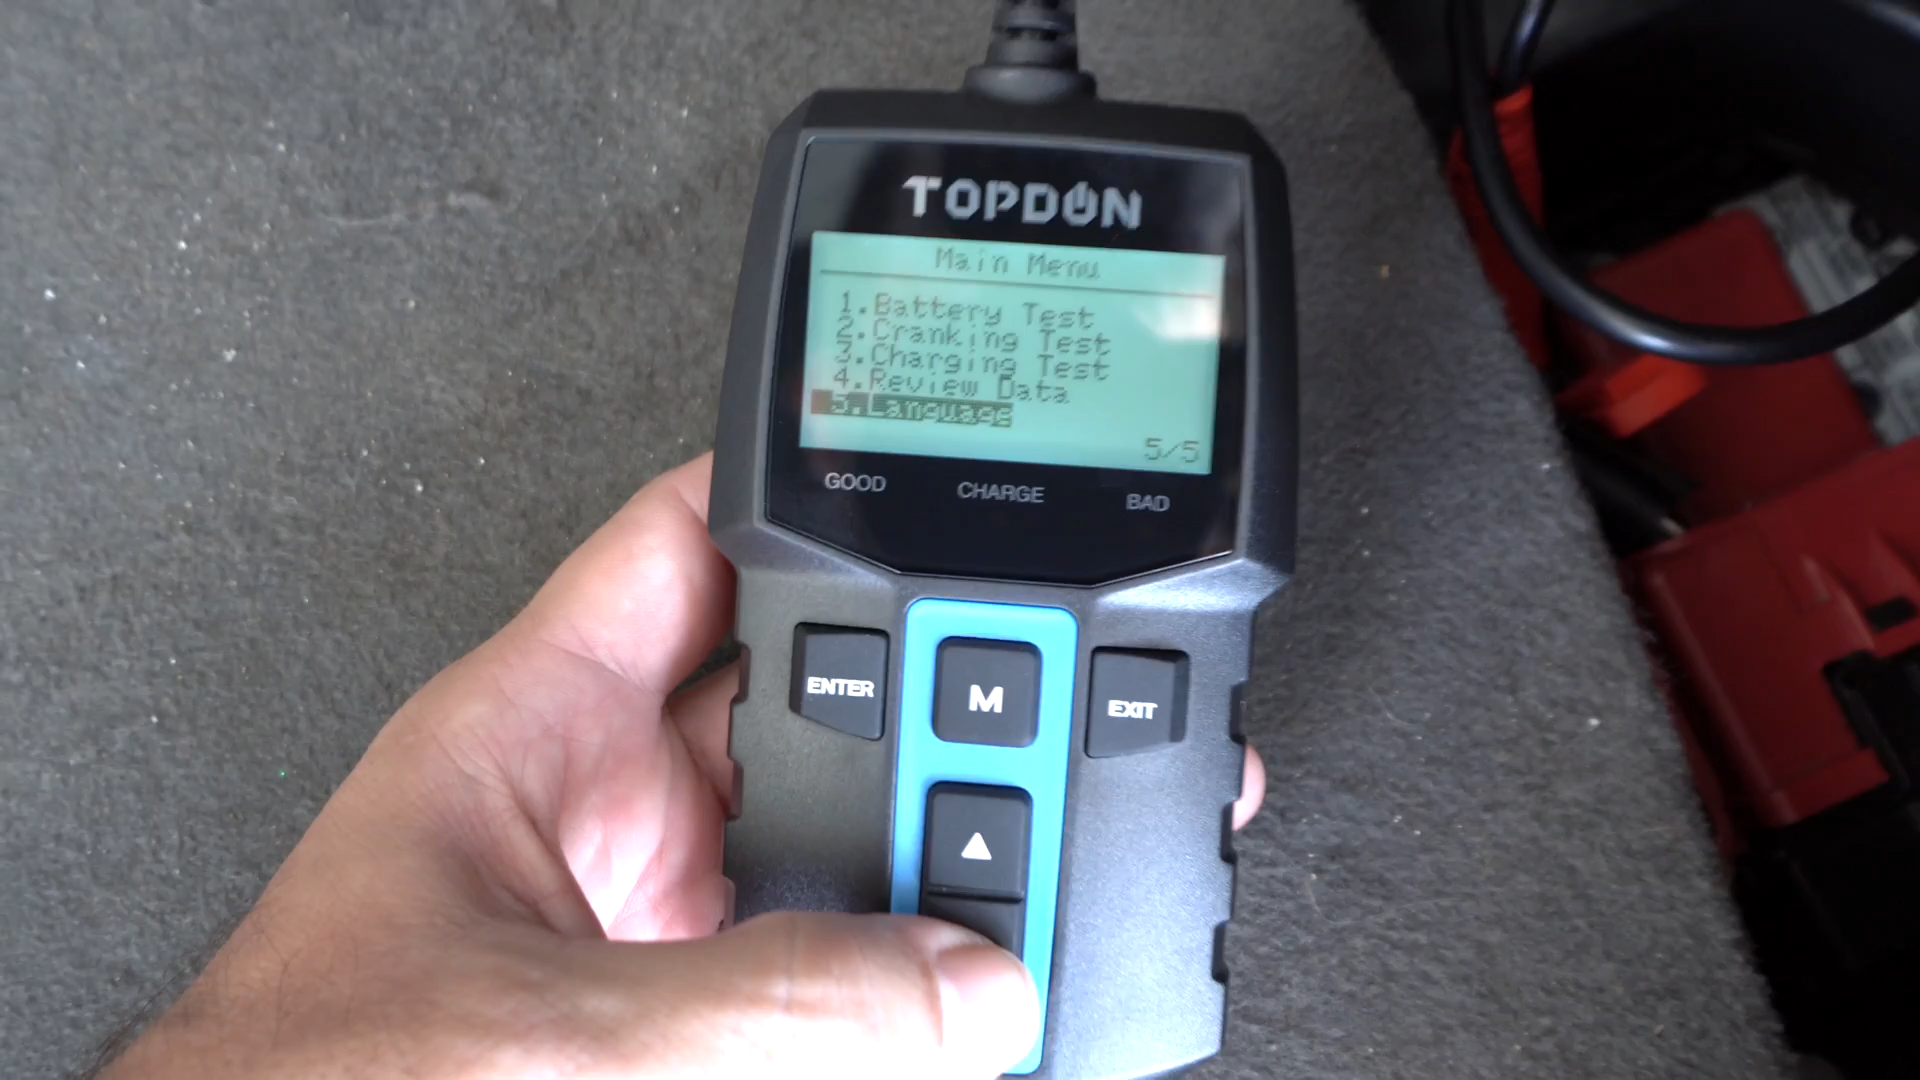 TOPDON
Main Menu
1.Battery Test
2.Cranking Test
3.Charging Test
4.Review Data
5.Language
5/5
GOOD CHARGE BAD
ENTER M EXIT